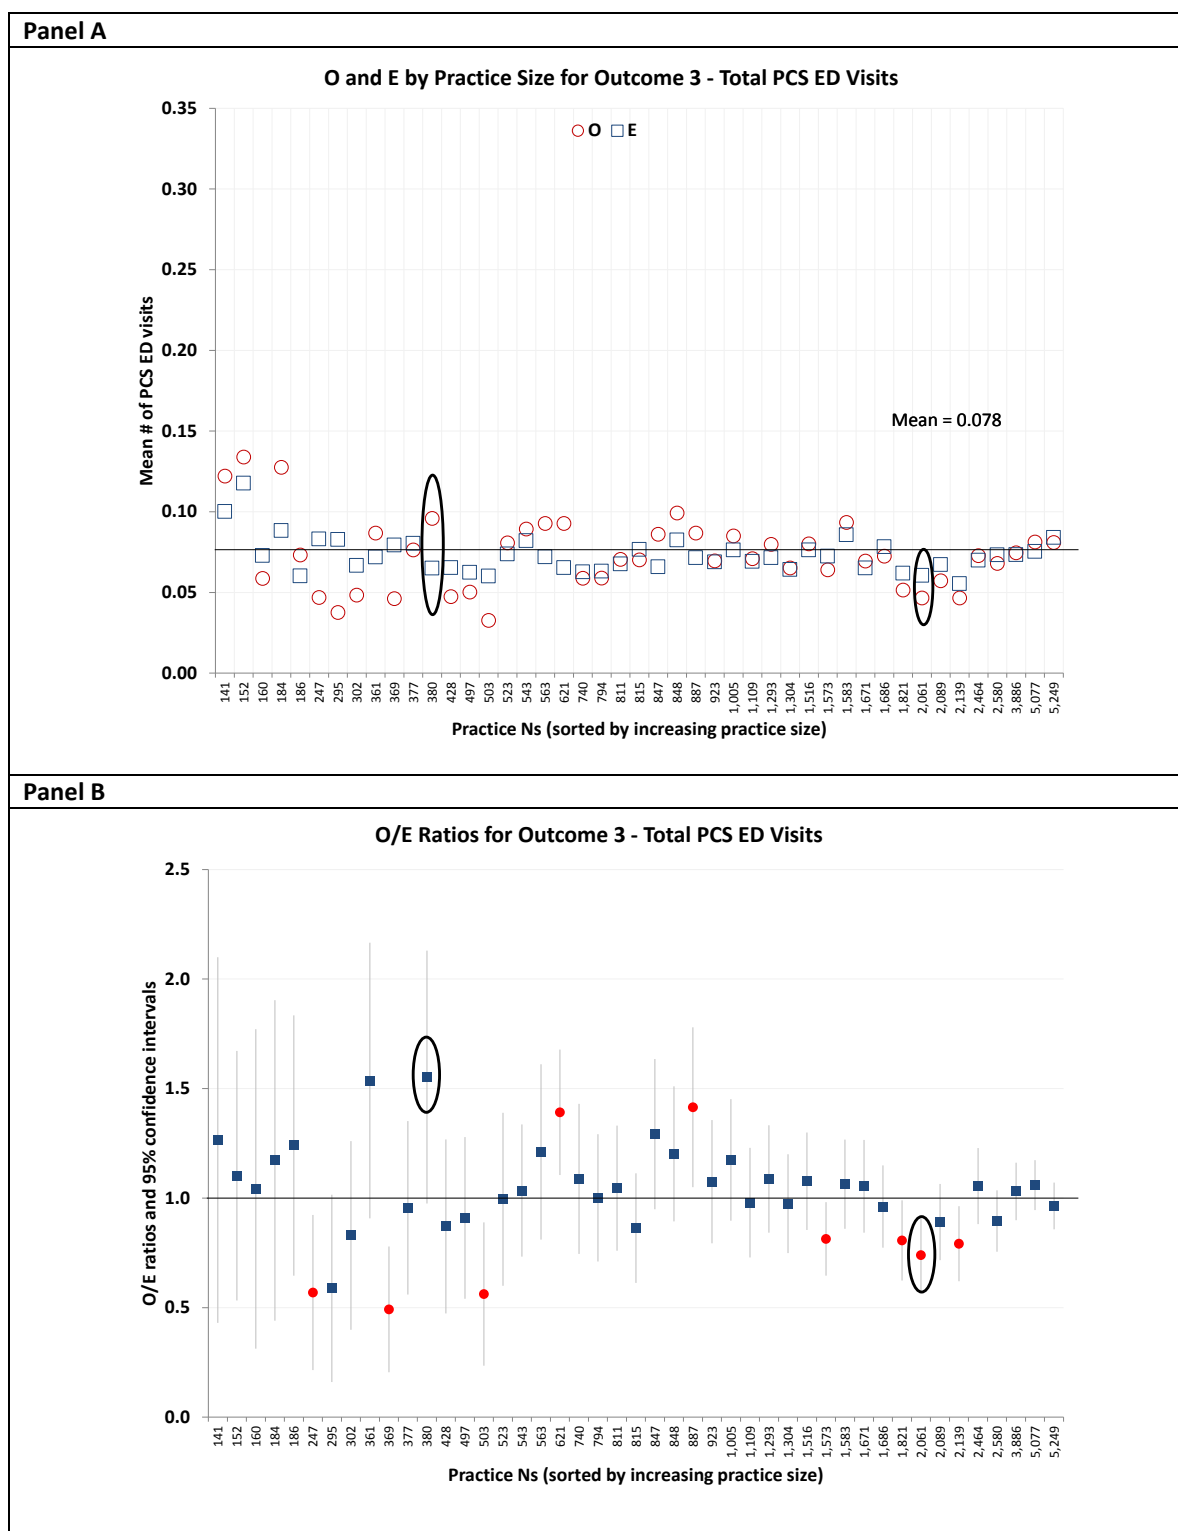 Panel A
O and E by Practice Size for Outcome 3 - Total PCS ED Visits
0.35
0.30
0.25
0.20
0.15
0.10
0.05
0.00
Mean # of PCS ED visits
O E
Mean = 0.078
141 152 160 184 186 247 295 302 361 369 377 380 428 497 503 523 543 563 621 740 794 811 815 847 848 887 923 1,005 1,109 1,293 1,304 1,516 1,573 1,583 1,671 1,686 1,821 2,061 2,089 2,139 2,464 2,580 3,886 5,077 5,249
Practice Ns (sorted by increasing practice size)
Panel B
O/E Ratios for Outcome 3 - Total PCS ED Visits
2.5
2.0
1.5
1.0
0.5
0.0
O/E ratios and 95% confidence intervals
141 152 160 184 186 247 295 302 361 369 377 380 428 497 503 523 543 563 621 740 794 811 815 847 848 887 923 1,005 1,109 1,293 1,304 1,516 1,573 1,583 1,671 1,686 1,821 2,061 2,089 2,139 2,464 2,580 3,886 5,077 5,249
Practice Ns (sorted by increasing practice size)